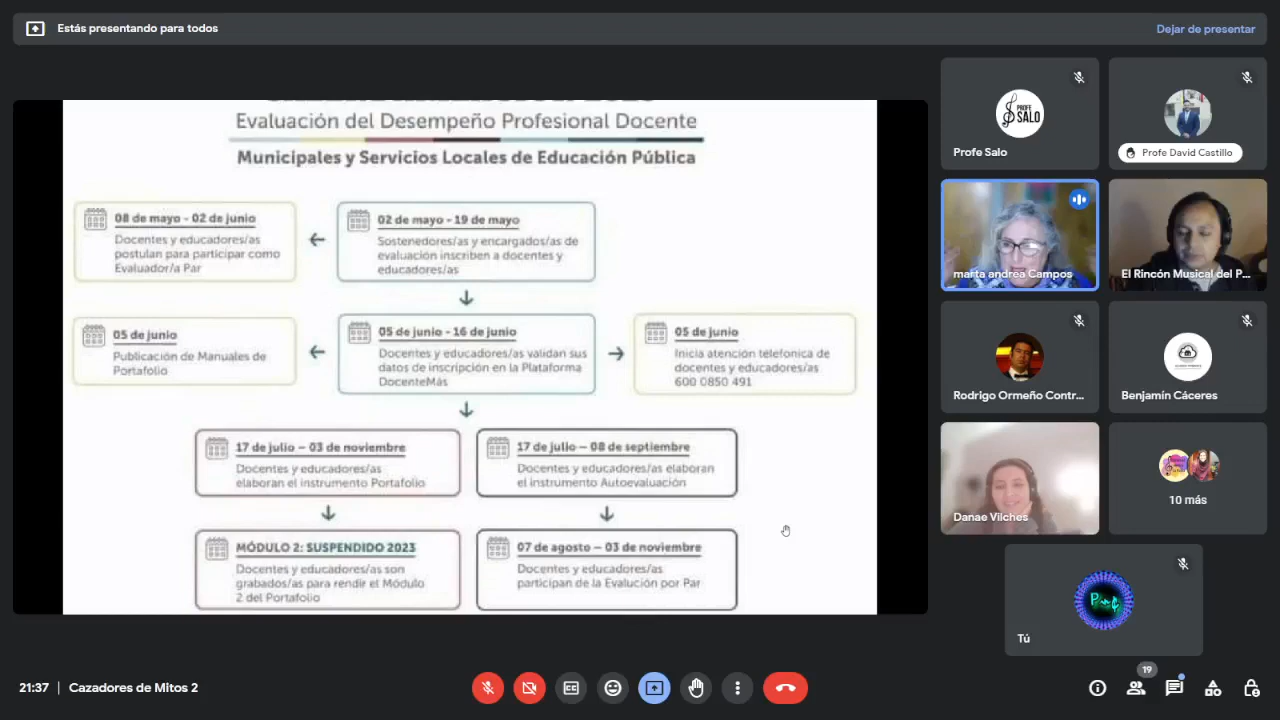 Estás presentando para todos
Dejar de presentar
Evaluación del Desempeño Profesional Docente
Municipales y Servicios Locales de Educación Pública
08 de mayo - 02 de junio
Docentes y educadores/as
postulan para participar como
Evaluador/a Par
02 de mayo - 19 de mayo
Sostenedores/as y encargados/as de
evaluación inscriben a docentes y
educadores/as
05 de junio
Publicación de Manuales de
Portafolio
05 de junio - 16 de junio
Docentes y educadores/as validan sus
datos de inscripción en la Plataforma
DocenteMás
05 de junio
Inicia atención telefonica de
docentes y educadores/as
600 0850 491
17 de julio – 03 de noviembre
Docentes y educadores/as
elaboran el instrumento Portafolio
17 de julio – 08 de septiembre
Docentes y educadores/as elaboran
el instrumento Autoevaluación
MÓDULO 2: SUSPENDIDO 2023
Docentes y educadores/as son
grabados/as para rendir el Módulo
2 del Portafolio
07 de agosto – 03 de noviembre
Docentes y educadores/as
participan de la Evalución por Par
PROFE
SALO
Profe Salo
Profe David Castillo
marta andrea Campos
El Rincón Musical del P...
Rodrigo Ormeño Contr...
Benjamín Cáceres
Danae Vilches
10 más
Tú
21:37 | Cazadores de Mitos 2
19